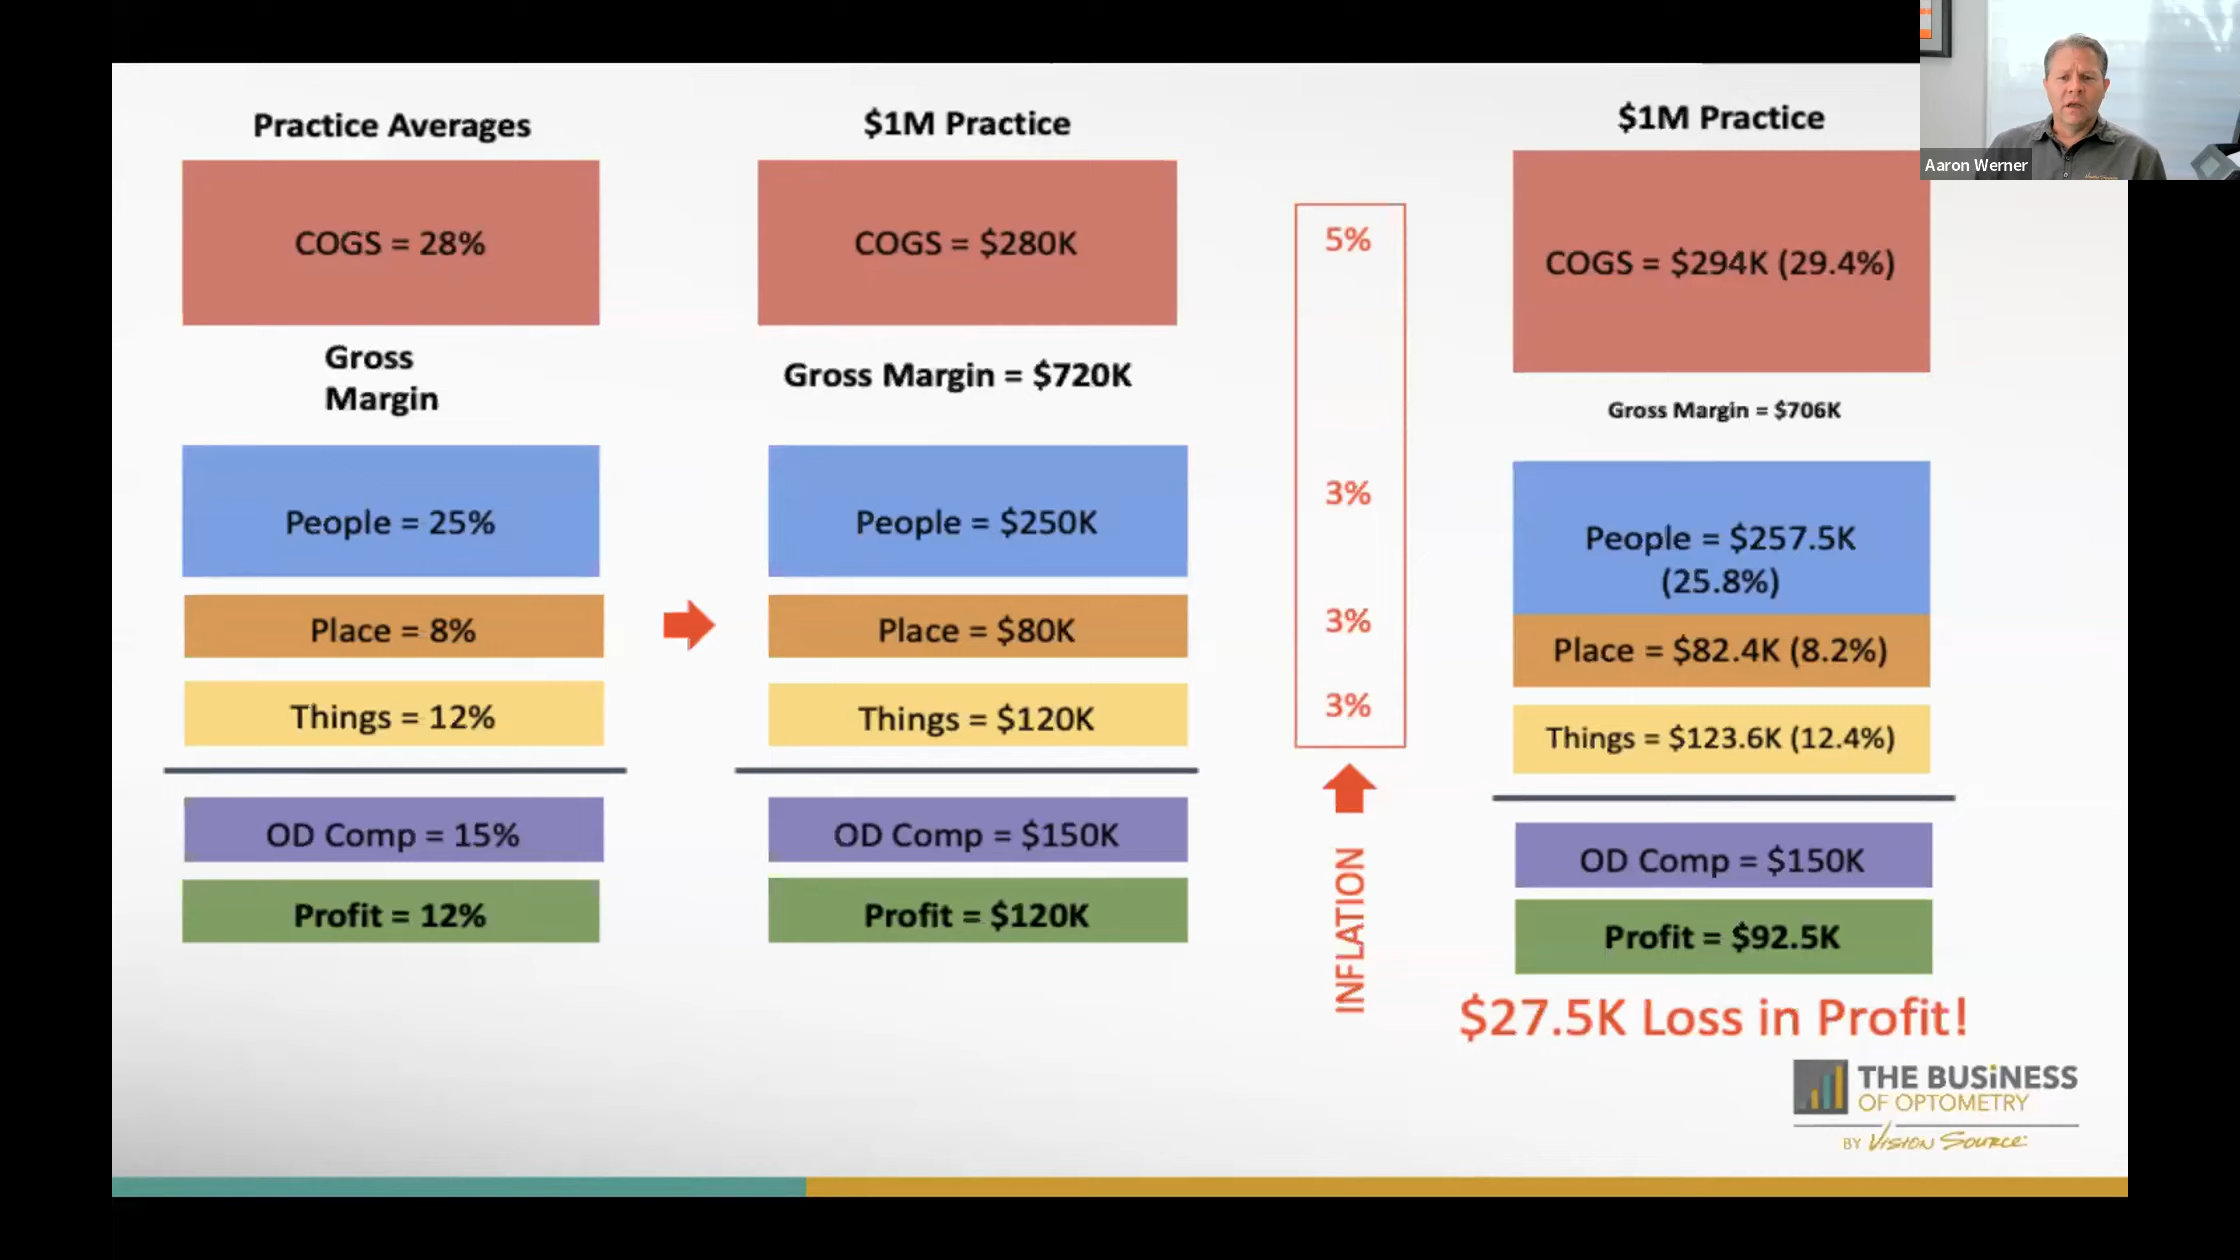 Practice Averages
COGS = 28%
Gross
Margin
People = 25%
Place = 8%
Things = 12%
OD Comp = 15%
Profit = 12%
$1M Practice
COGS = $280K
Gross Margin = $720K
People = $250K
Place = $80K
Things = $120K
OD Comp = $150K
Profit = $120K
5%
3%
3%
3%
INFLATION
$1M Practice
COGS = $294K (29.4%)
Gross Margin = $706K
People = $257.5K
(25.8%)
Place = $82.4K (8.2%)
Things = $123.6K (12.4%)
OD Comp = $150K
Profit = $92.5K
$27.5K Loss in Profit!
THE BUSiNESS
OF OPTOMETRY
BY VISION SOURCE
Aaron Werner